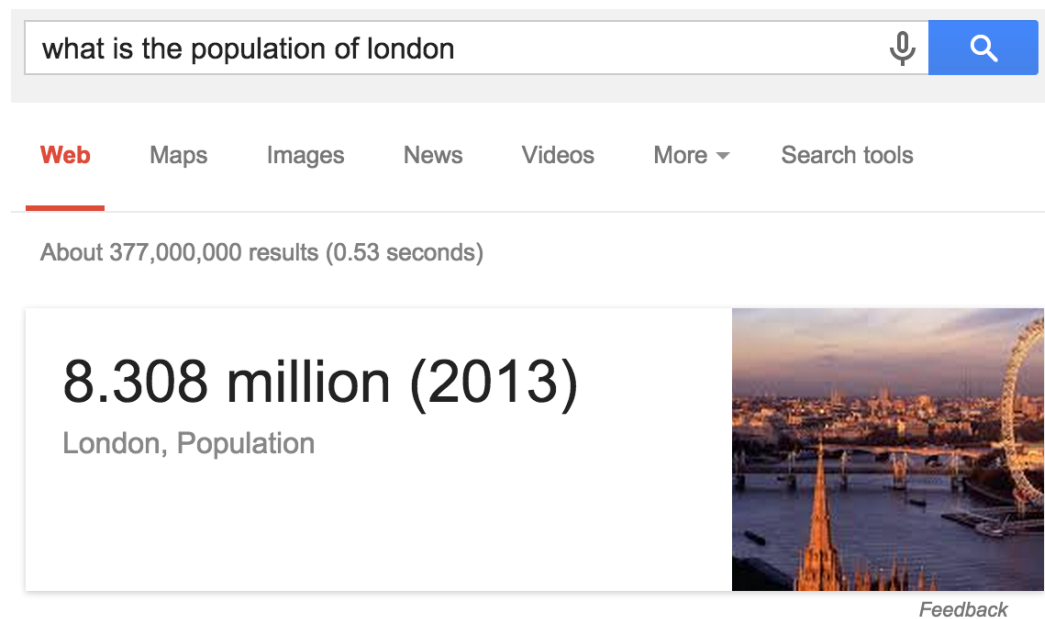 what is the population of london
Web Maps Images News Videos More Search tools
About 377,000,000 results (0.53 seconds)
8.308 million (2013)
London, Population
Feedback